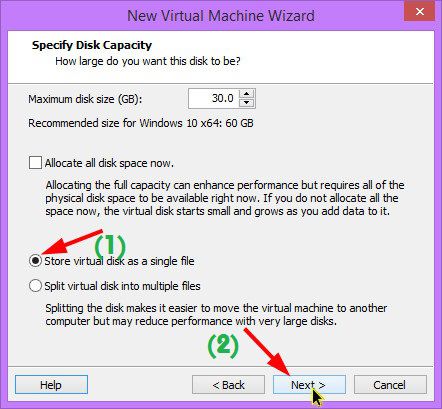 New Virtual Machine Wizard
Specify Disk Capacity
How large do you want this disk to be?
Maximum disk size (GB): 30.0
Recommended size for Windows 10 x64: 60 GB
Allocate all disk space now.
Allocating the full capacity can enhance performance but requires all of the
physical disk space to be available right now. If you do not allocate all the
space now, the virtual disk starts small and grows as you add data to it.
(1)
Store virtual disk as a single file
Split virtual disk into multiple files
Splitting the disk makes it easier to move the virtual machine to another
computer but may reduce performance with very large disks.
(2)
Help < Back Next > Cancel